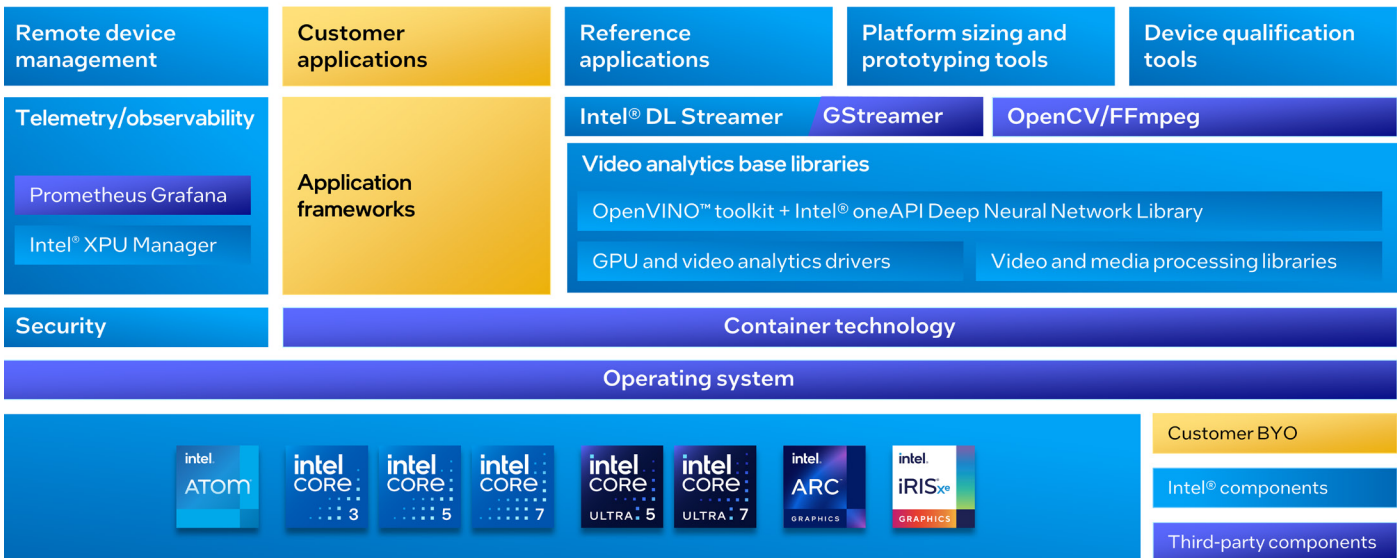 Remote device
management
Customer
applications
Reference
applications
Platform sizing and
prototyping tools
Device qualification
tools
Telemetry/observability
Prometheus Grafana
Intel® XPU Manager
Application
frameworks
Intel® DL Streamer
GStreamer
OpenCV/FFmpeg
Video analytics base libraries
OpenVINO™ toolkit + Intel® oneAPI Deep Neural Network Library
GPU and video analytics drivers
Video and media processing libraries
Security
Container technology
Operating system
intel.
ATOM
intel
CORE
3
intel
CORE
5
intel
CORE
7
intel
CORE
ULTRA 5
intel
CORE
ULTRA 7
intel.
ARC
GRAPHICS
intel.
iRISxe
GRAPHICS
Customer BYO
Intel® components
Third-party components